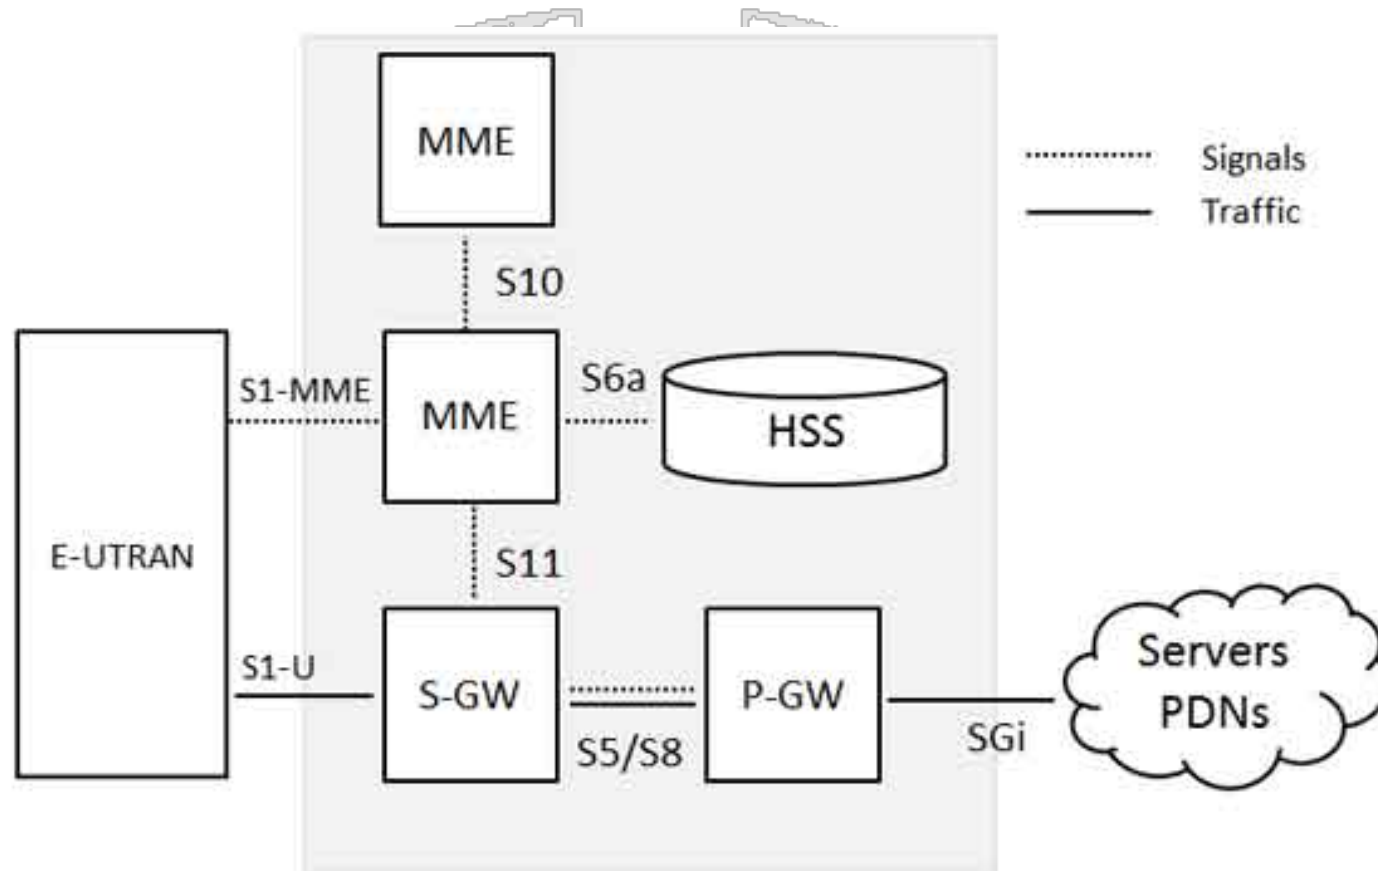 MME
Signals
Traffic
S10
S1-MME
MME
S6a
HSS
E-UTRAN
S11
S1-U
S-GW
S5/S8
P-GW
SGi
Servers
PDNs